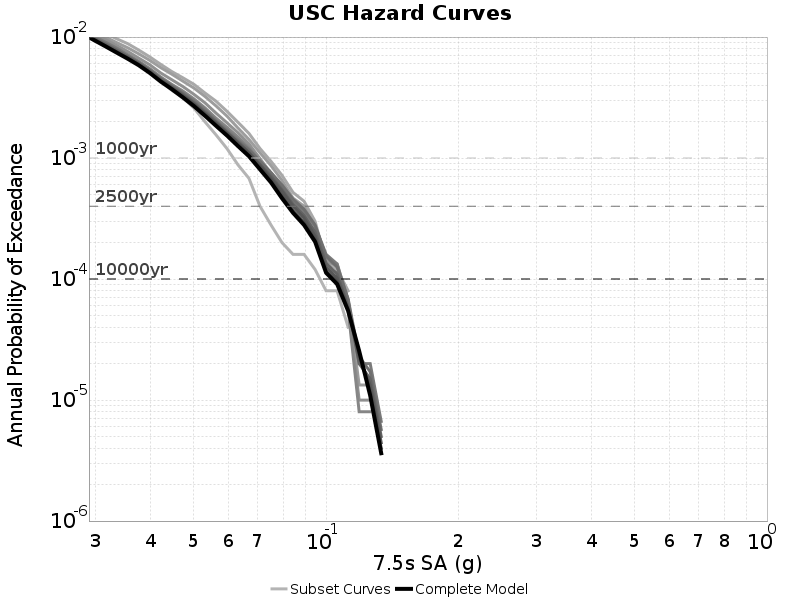 USC Hazard Curves
Annual Probability of Exceedance
10-2
10-3
10-4
10-5
10-6
1000yr
2500yr
10000yr
3 4 5 6 7 10-1 2 3 4 5 6 7 8 100
7.5s SA (g)
Subset Curves Complete Model